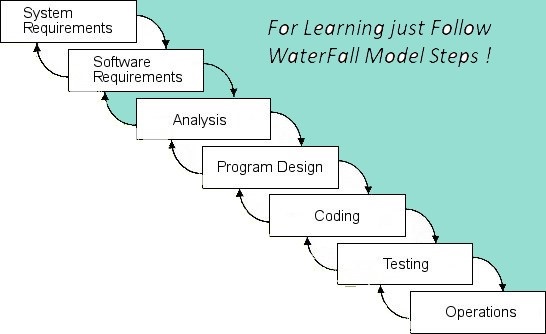 System
Requirements
For Learning just Follow
WaterFall Model Steps !
Software
Requirements
Analysis
Program Design
Coding
Testing
Operations